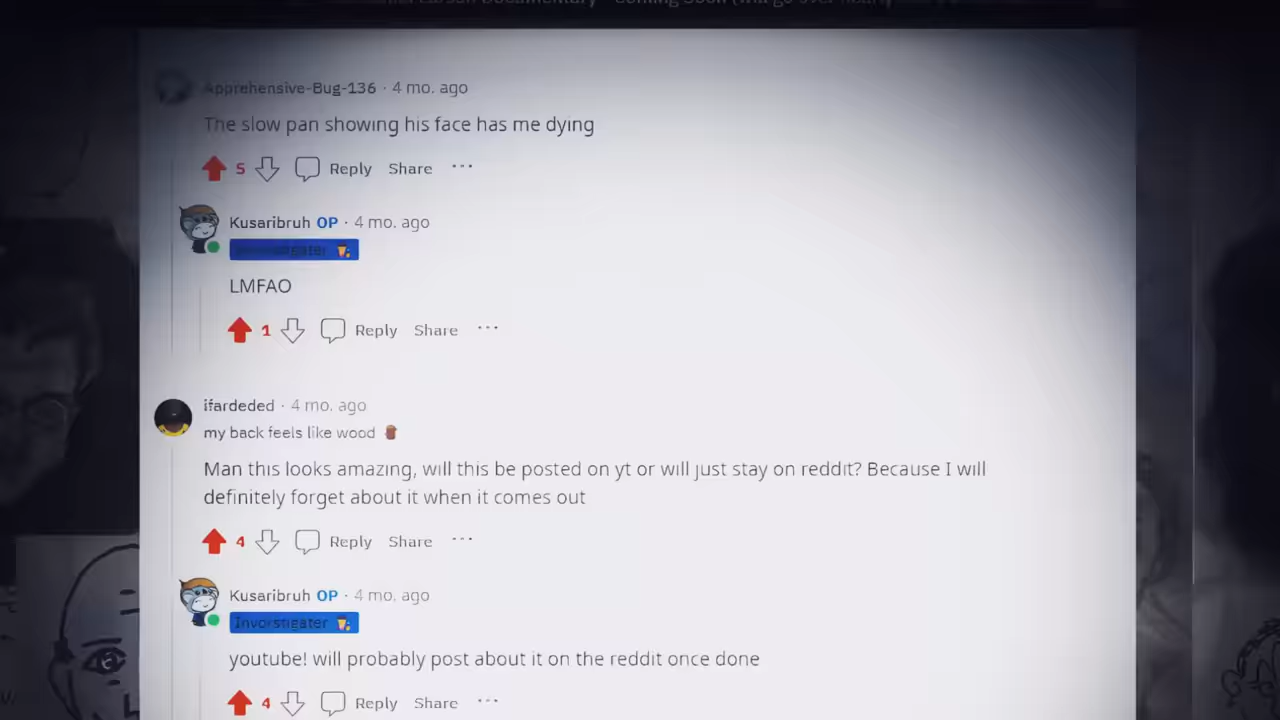 Apprehensive-Bug-136 · 4 mo. ago
The slow pan showing his face has me dying
5 Reply Share ...
Kusaribruh OP · 4 mo. ago
LMFAO
1 Reply Share ...
ifardeded · 4 mo. ago
my back feels like wood
Man this looks amazing, will this be posted on yt or will just stay on reddit? Because I will
definitely forget about it when it comes out
4 Reply Share ...
Kusaribruh OP · 4 mo. ago
Invorstigater
youtube! will probably post about it on the reddit once done
4 Reply Share ...